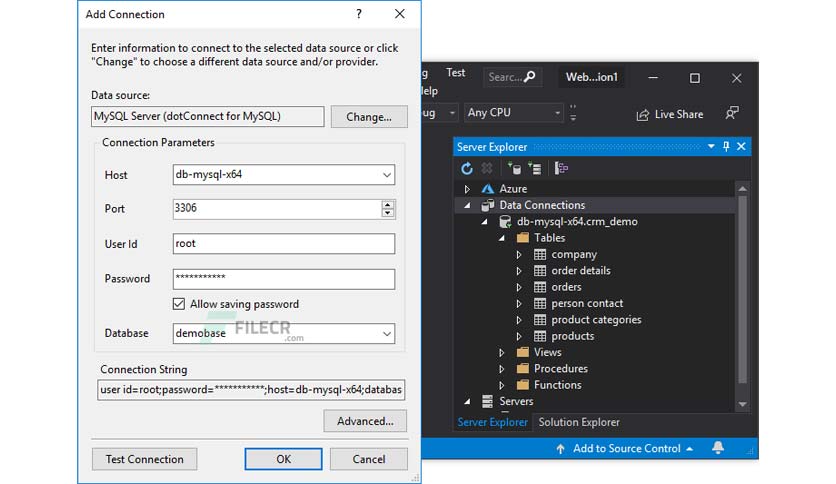 Add Connection
?
Enter information to connect to the selected data source or click
"Change" to choose a different data source and/or provider.
Data source:
MySQL Server (dotConnect for MySQL)
Change...
Connection Parameters
Host
db-mysql-x64
Port
3306
User Id
root
Password
***********
Allow saving password
Database
demobase
FILECR
.com
Connection String
user id=root;password=***********;host=db-mysql-x64;databas
Advanced...
Test Connection
OK
Cancel
g Test
Searc...
Web...ion1
elp
ug
Any CPU
Live Share
Server Explorer
Azure
Data Connections
db-mysql-x64.crm_demo
Tables
company
order details
orders
person contact
product categories
products
Views
Procedures
Functions
Servers
Server Explorer
Solution Explorer
Add to Source Control